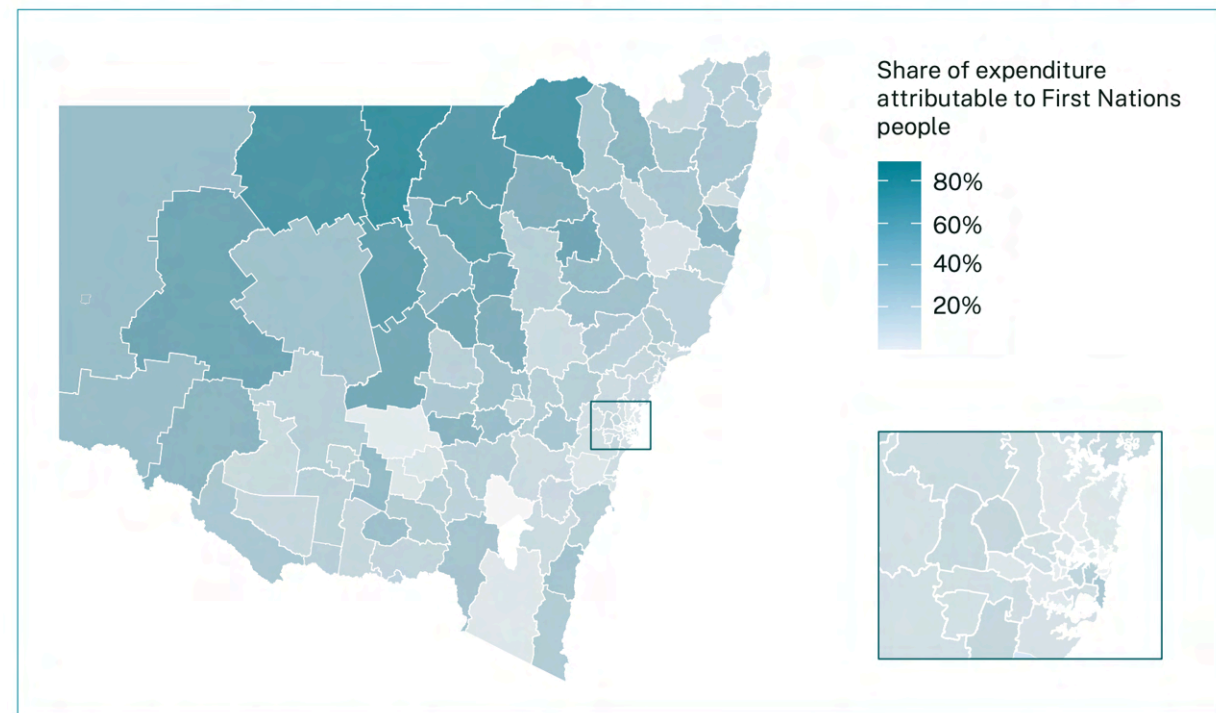 Share of expenditure
attributable to First Nations
people
80%
60%
40%
20%